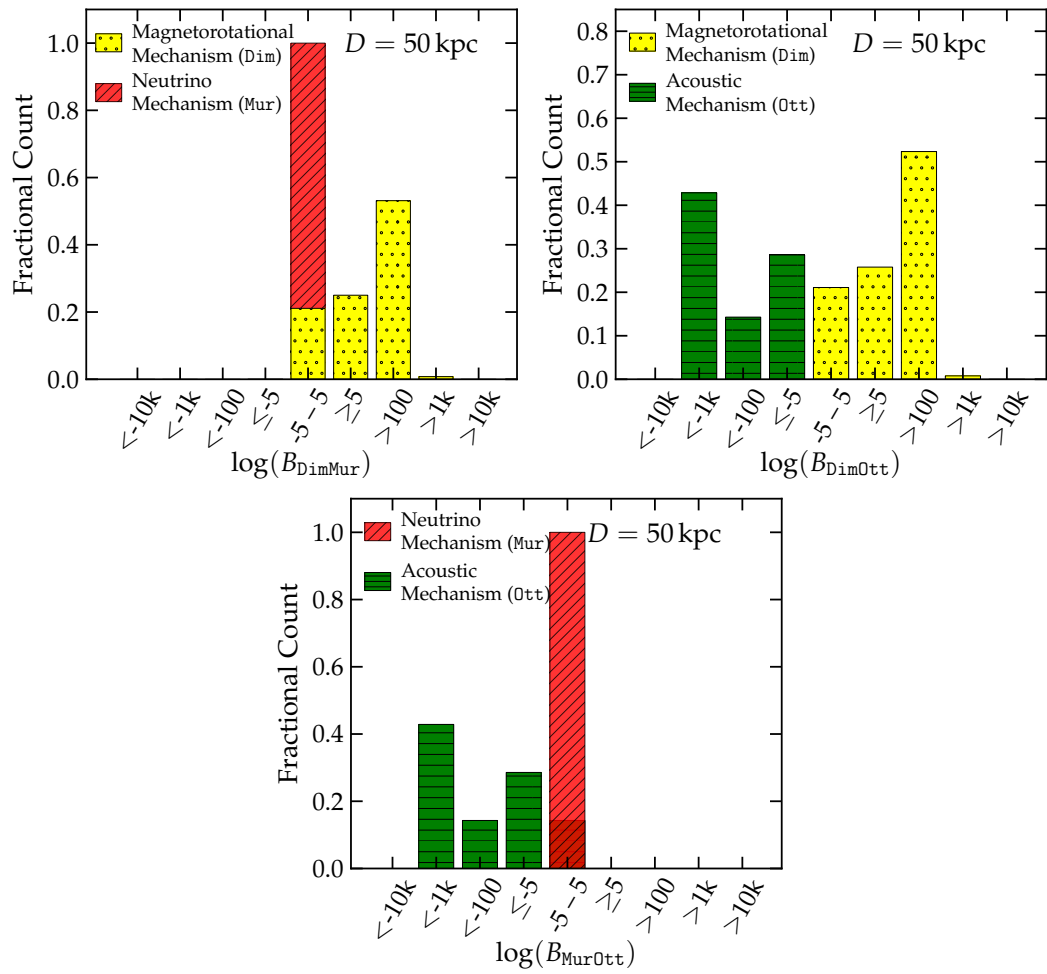 Magnetorotational
Mechanism (Dim)
Neutrino
Mechanism (Mur)
D = 50 kpc
Fractional Count
1.0
0.8
0.6
0.4
0.2
0.0
<-10k
<-1k
<-100
≤-5
-5 – 5
≥5
>100
>1k
>10k
log(B_DimMur)
Magnetorotational
Mechanism (Dim)
Acoustic
Mechanism (Ott)
D = 50 kpc
Fractional Count
0.8
0.7
0.6
0.5
0.4
0.3
0.2
0.1
0.0
<-10k
<-1k
<-100
≤-5
-5 – 5
≥5
>100
>1k
>10k
log(B_DimOtt)
Neutrino
Mechanism (Mur)
Acoustic
Mechanism (Ott)
D = 50 kpc
Fractional Count
1.0
0.8
0.6
0.4
0.2
0.0
<-10k
<-1k
<-100
≤-5
-5 – 5
≥5
>100
>1k
>10k
log(B_MurOtt)